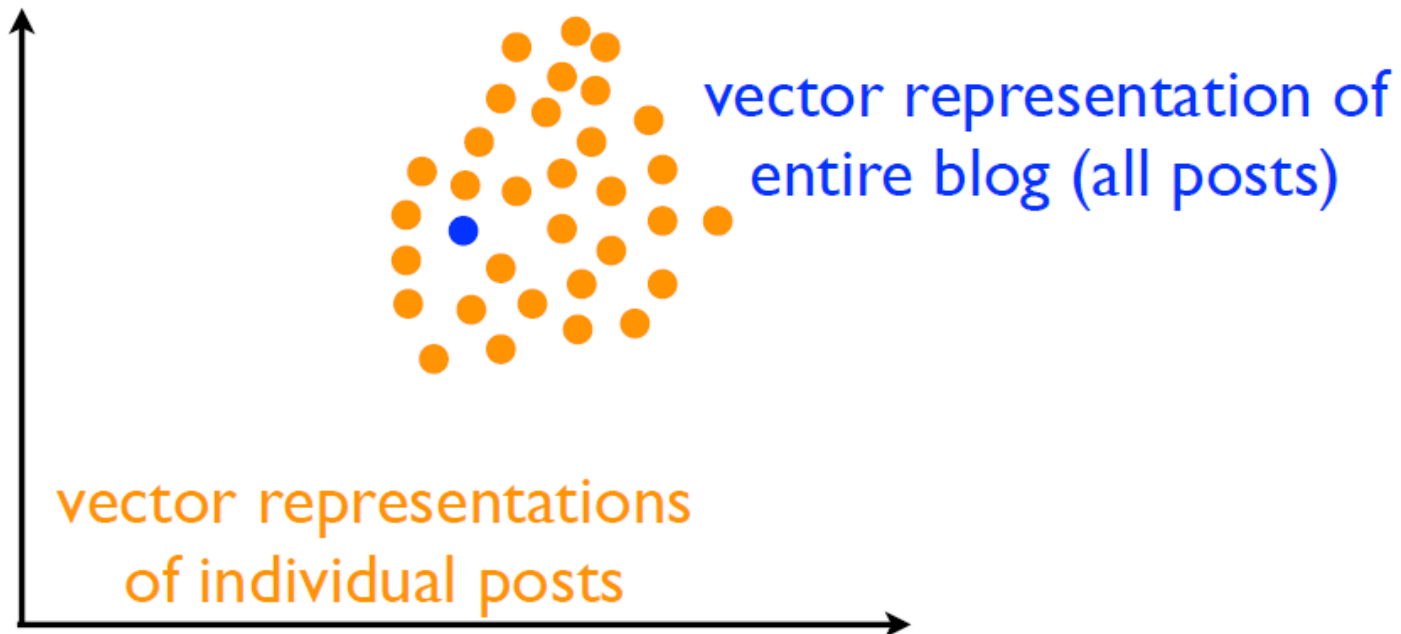 vector representation of
entire blog (all posts)
vector representations
of individual posts